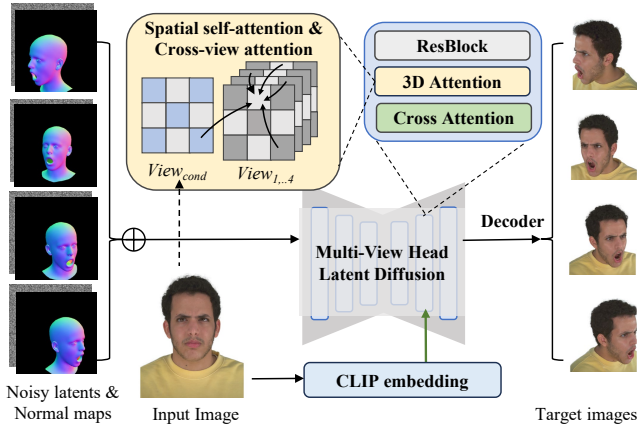 Spatial self-attention &
Cross-view attention
View_cond
View_1,..4
ResBlock
3D Attention
Cross Attention
Decoder
Multi-View Head
Latent Diffusion
CLIP embedding
Noisy latents &
Normal maps
Input Image
Target images